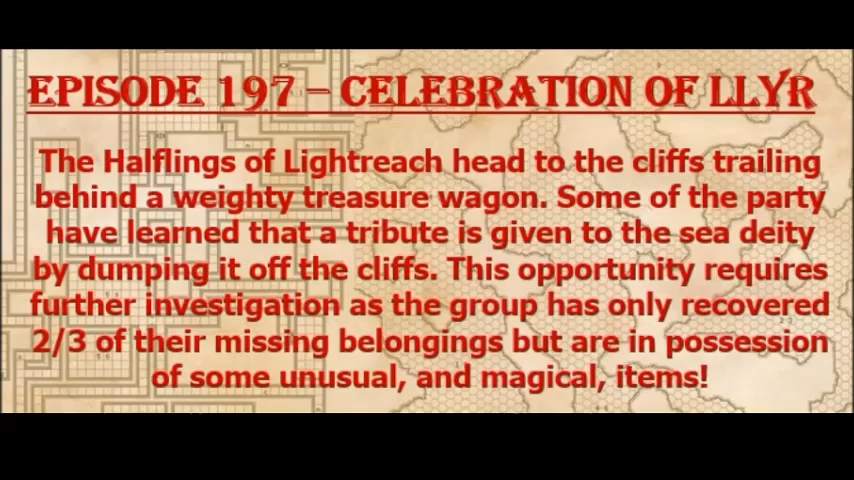 EPISODE 197 – CELEBRATION OF LLYR
The Halflings of Lightreach head to the cliffs trailing
behind a weighty treasure wagon. Some of the party
have learned that a tribute is given to the sea deity
by dumping it off the cliffs. This opportunity requires
further investigation as the group has only recovered
2/3 of their missing belongings but are in possession
of some unusual, and magical, items!